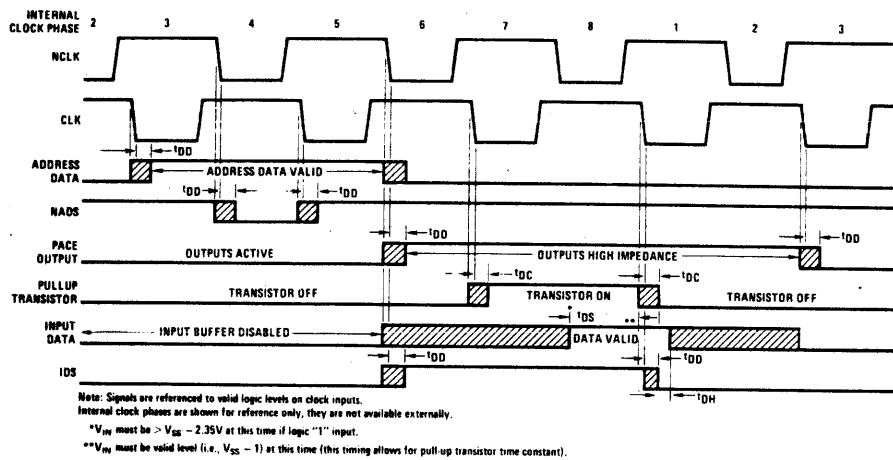 INTERNAL
CLOCK PHASE 2 3 4 5 6 7 8 1 2 3
NCLK
CLK
tDD
ADDRESS
DATA
ADDRESS DATA VALID
tDD tDD
NADS
tDD tDD
PACE
OUTPUT
OUTPUTS ACTIVE OUTPUTS HIGH IMPEDANCE
tDC tDC
PULLUP
TRANSISTOR
TRANSISTOR OFF TRANSISTOR ON TRANSISTOR OFF
* tDS **
INPUT
DATA
INPUT BUFFER DISABLED DATA VALID
tDD tDD
IDS
tDH
Note: Signals are referenced to valid logic levels on clock inputs.
Internal clock phases are shown for reference only, they are not available externally.
*VIN must be > VSS − 2.35V at this time if logic "1" input.
**VIN must be valid level (i.e., VSS − 1) at this time (this timing allows for pull-up transistor time constant).